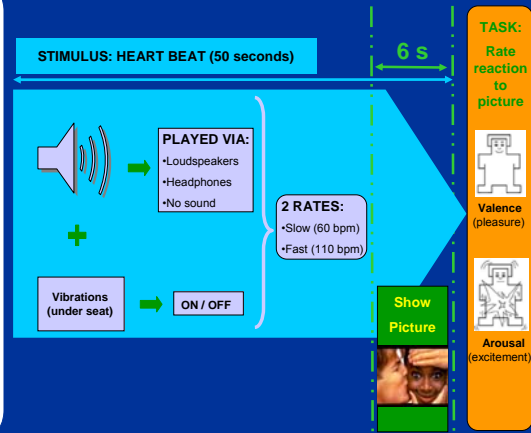 STIMULUS: HEART BEAT (50 seconds)
6 s
PLAYED VIA:
•Loudspeakers
•Headphones
•No sound
+
Vibrations
(under seat)
ON / OFF
2 RATES:
•Slow (60 bpm)
•Fast (110 bpm)
Show
Picture
TASK:
Rate
reaction
to
picture
Valence
(pleasure)
Arousal
(excitement)